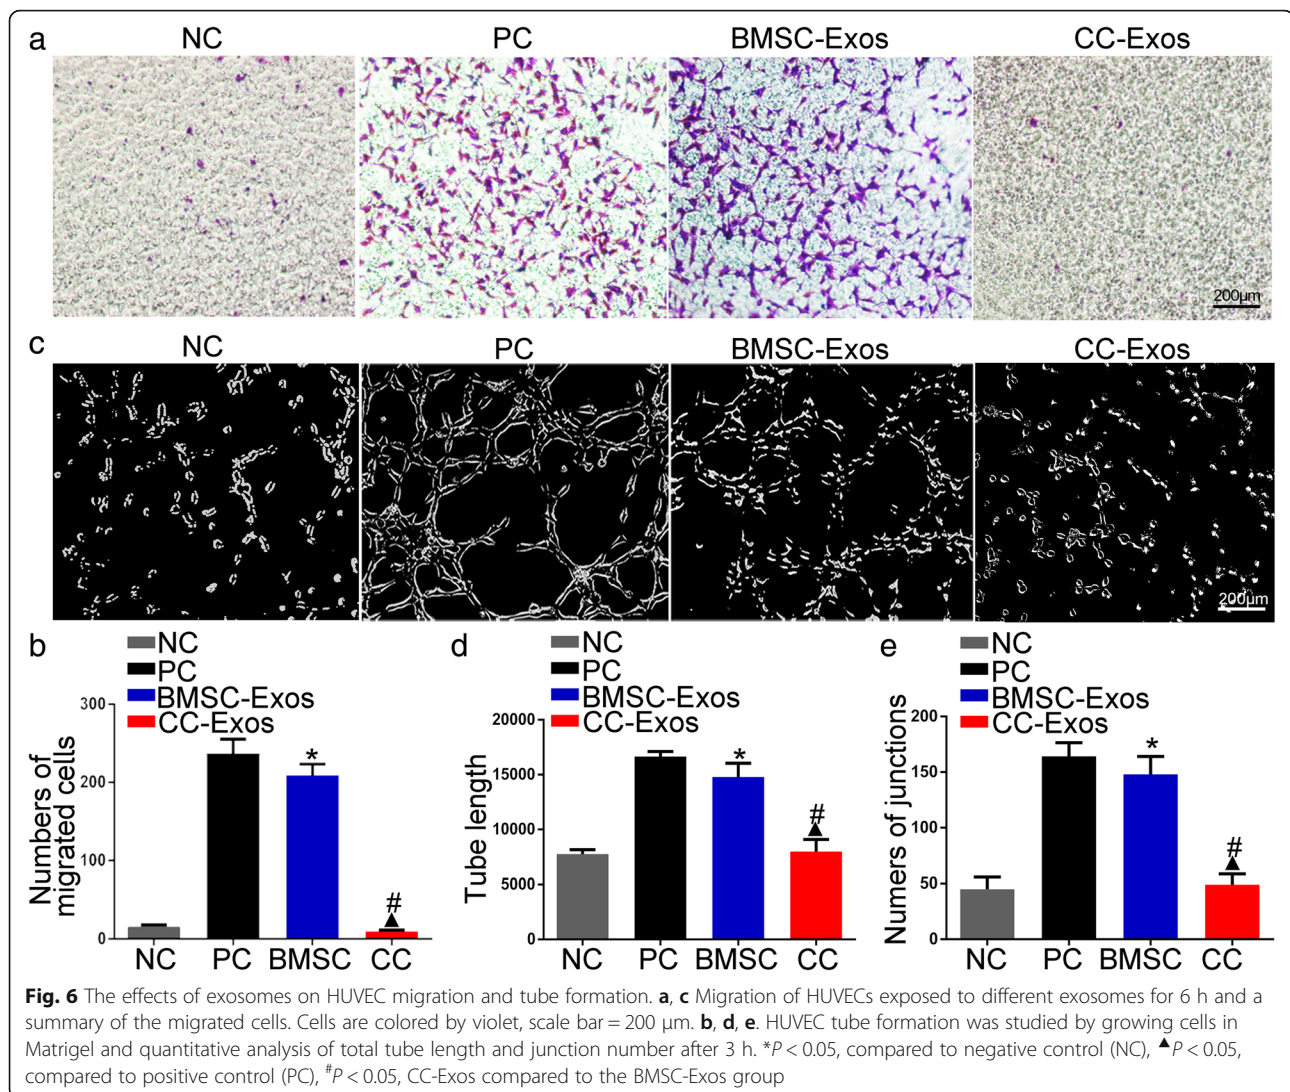 a
NC PC BMSC-Exos CC-Exos
200μm
c
NC PC BMSC-Exos CC-Exos
200μm
b
NC
PC
BMSC-Exos
CC-Exos
Numbers of
migrated cells
300
200
100
0
*
#
▲
NC PC BMSC CC
d
NC
PC
BMSC-Exos
CC-Exos
Tube length
20000
15000
10000
5000
0
*
#
▲
NC PC BMSC CC
e
NC
PC
BMSC-Exos
CC-Exos
Numers of junctions
200
150
100
50
0
*
#
▲
NC PC BMSC CC
Fig. 6 The effects of exosomes on HUVEC migration and tube formation. a, c Migration of HUVECs exposed to different exosomes for 6 h and a
summary of the migrated cells. Cells are colored by violet, scale bar = 200 μm. b, d, e. HUVEC tube formation was studied by growing cells in
Matrigel and quantitative analysis of total tube length and junction number after 3 h. *P < 0.05, compared to negative control (NC), ▲P < 0.05,
compared to positive control (PC), #P < 0.05, CC-Exos compared to the BMSC-Exos group